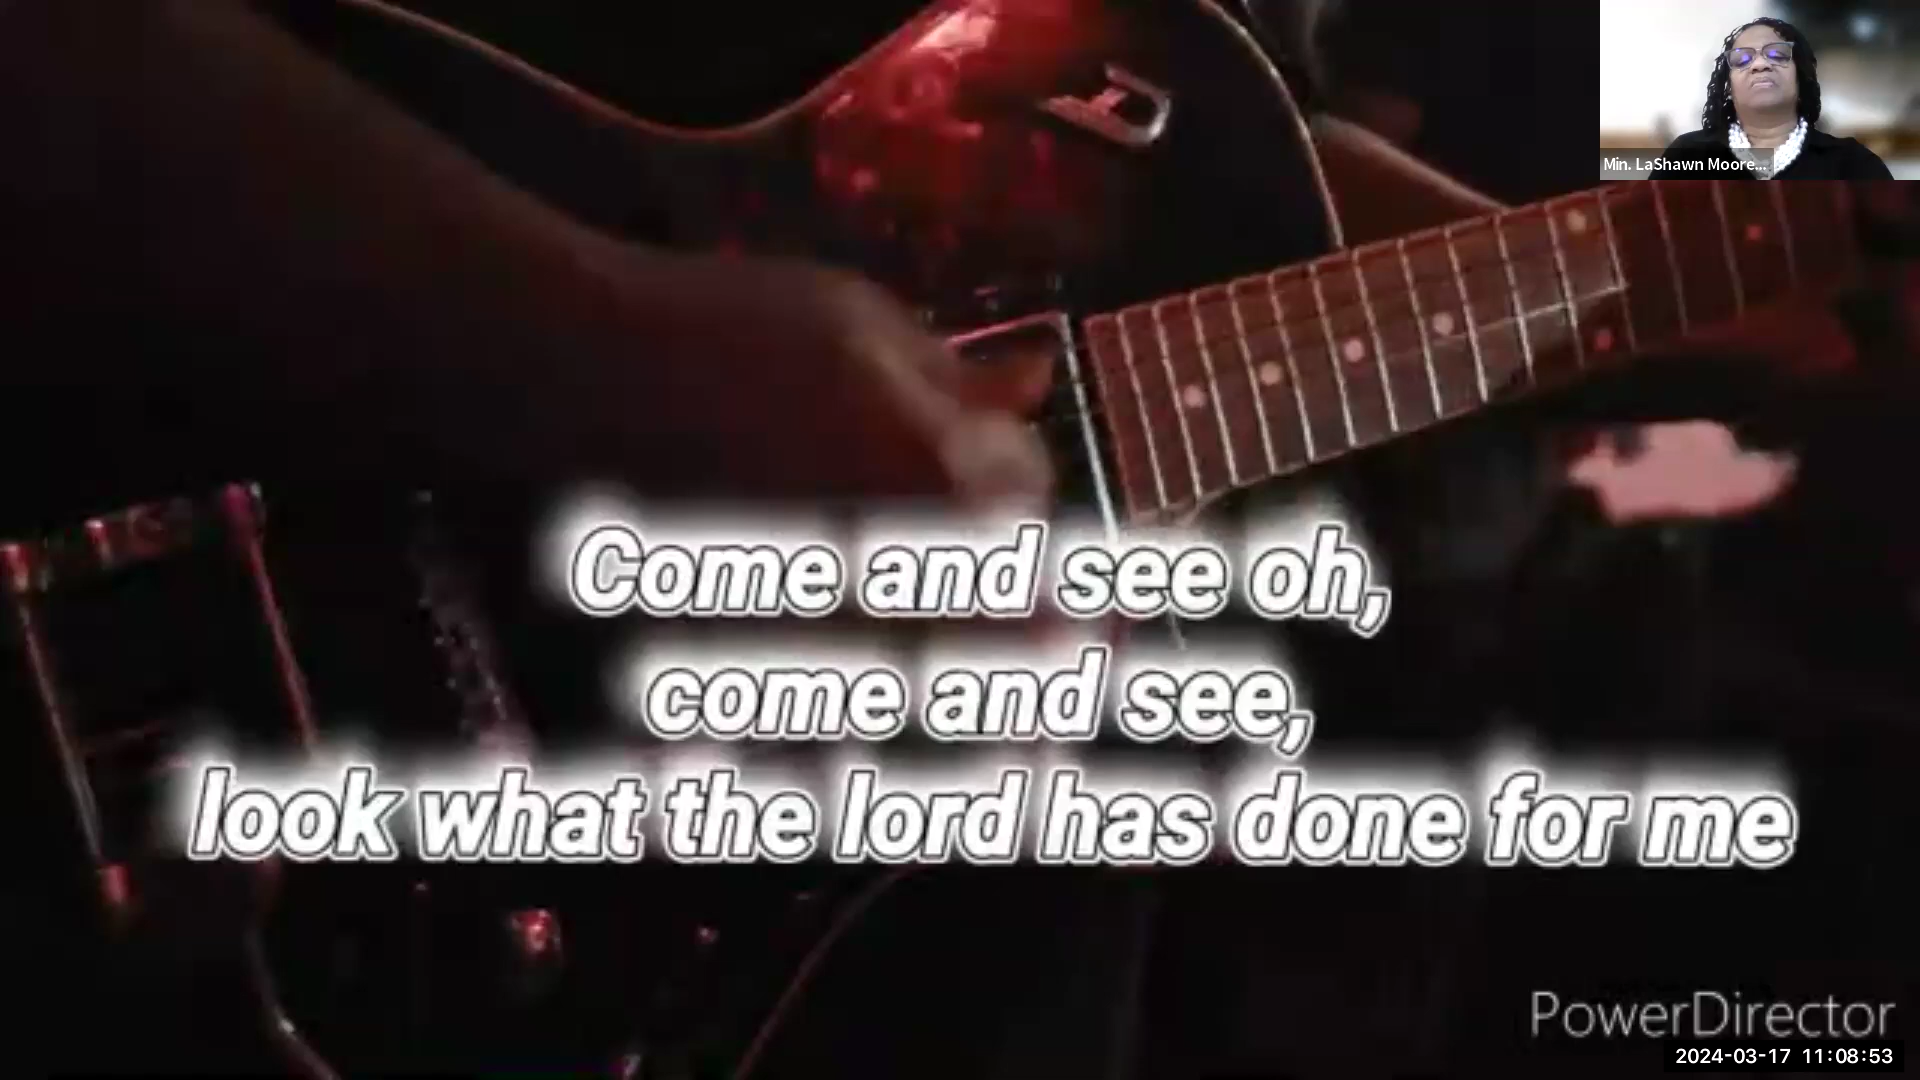 Min. LaShawn Moore...
Come and see oh,
come and see,
look what the lord has done for me
PowerDirector
2024-03-17 11:08:53